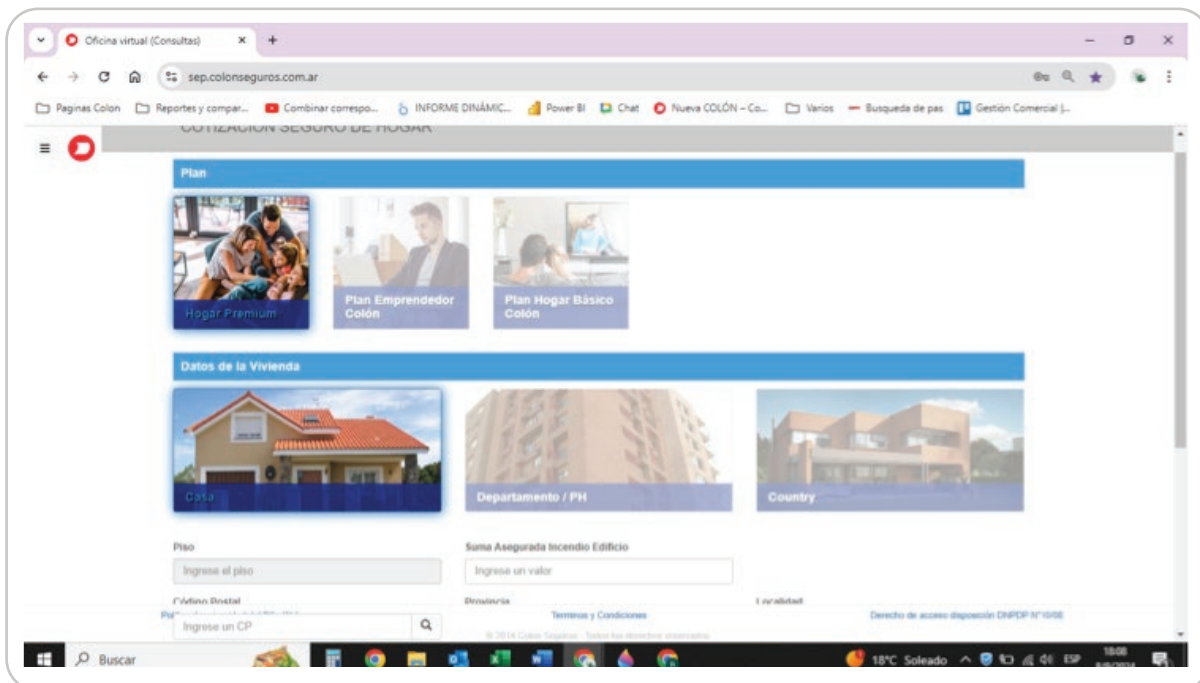 Oficina virtual (Consultas)
sep.colonseguros.com.ar
Paginas Colon Reportes y compar... Combinar correspo... INFORME DINÁMIC... Power BI Chat Nueva COLÓN – Co... Varios Busqueda de pas Gestión Comercial |...
COTIZACIÓN SEGURO DE HOGAR
Plan
Hogar Premium
Plan Emprendedor
Colón
Plan Hogar Básico
Colón
Datos de la Vivienda
Casa
Departamento / PH
Country
Piso Suma Asegurada Incendio Edificio
Ingrese el piso Ingrese un valor
Código Postal Provincia Localidad
Terminos y Condiciones Derecho de acceso disposición DNPDP N°10/08
Ingrese un CP
Buscar
18°C Soleado ESP 18:08